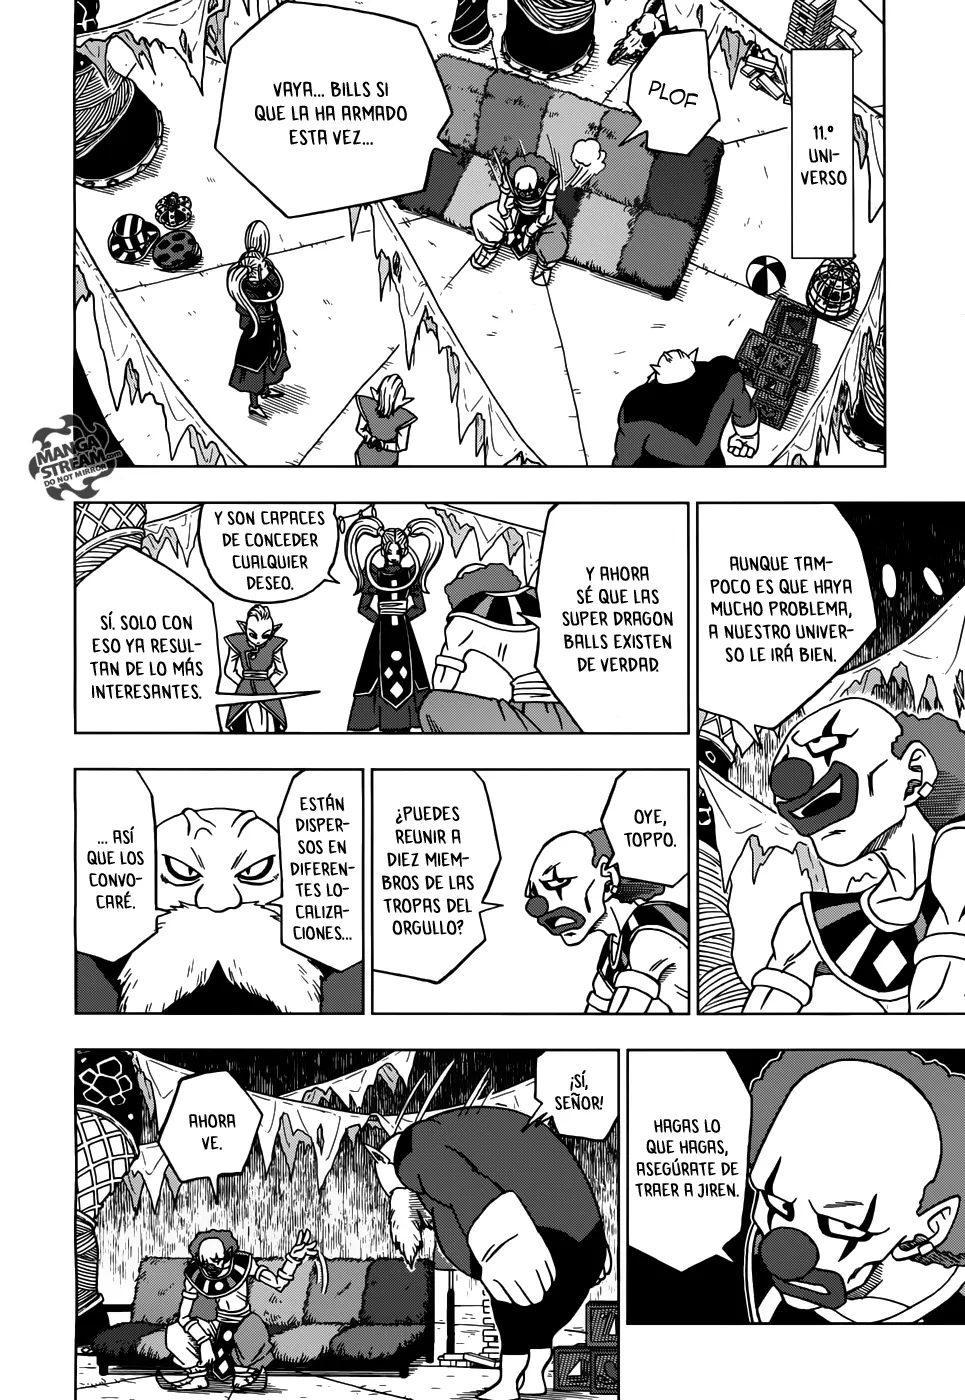 11.º
UNI-
VERSO
PLOF
VAYA... BILLS SI
QUE LA HA ARMADO
ESTA VEZ...
MANGA
STREAM.com
DO NOT MIRROR
AUNQUE TAM-
POCO ES QUE HAYA
MUCHO PROBLEMA,
A NUESTRO UNIVER-
SO LE IRÁ BIEN.
Y AHORA
SÉ QUE LAS
SUPER DRAGON
BALLS EXISTEN
DE VERDAD.
Y SON CAPACES
DE CONCEDER
CUALQUIER
DESEO.
SÍ. SOLO CON
ESO YA RESUL-
TAN DE LO MÁS
INTERESANTES.
OYE,
TOPPO.
¿PUEDES
REUNIR A
DIEZ MIEM-
BROS DE LAS
TROPAS DEL
ORGULLO?
ESTÁN
DISPER-
SOS EN
DIFEREN-
TES LO-
CALIZA-
CIONES...
... ASÍ
QUE LOS
CONVO-
CARÉ.
HAGAS LO
QUE HAGAS,
ASEGÚRATE DE
TRAER A JIREN.
¡SÍ,
SEÑOR!
AHORA
VE.